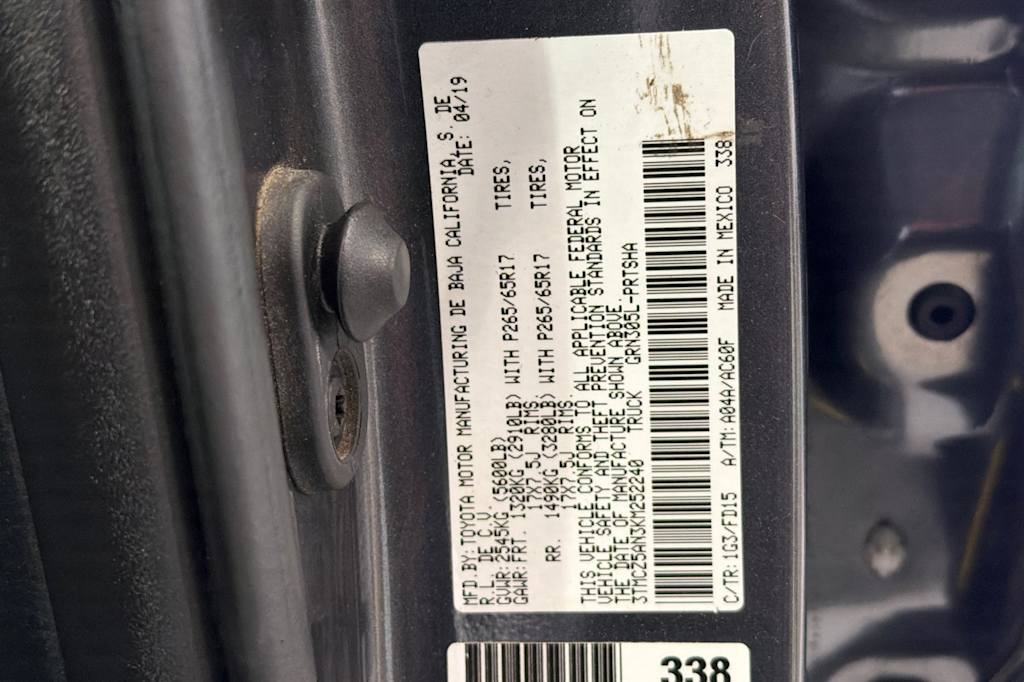 MFD.BY:TOYOTA MOTOR MANUFACTURING DE BAJA CALIFORNIA, S. DE
R.L. DE C.V. DATE: 04/19
GVWR:2545KG (5600LB)
GAWR:FRT. 1320KG (2910LB) WITH P265/65R17 TIRES,
17X7.5J RIMS.
RR. 1490KG (3280LB) WITH P265/65R17 TIRES,
17X7.5J RIMS.
THIS VEHICLE CONFORMS TO ALL APPLICABLE FEDERAL MOTOR
VEHICLE SAFETY AND THEFT PREVENTION STANDARDS IN EFFECT ON
THE DATE OF MANUFACTURE SHOWN ABOVE.
3TMCZ5AN3KM252240 TRUCK GRN305L-PRTSHA
C/TR:1G3/FD15 A/TM:A04A/AC60F MADE IN MEXICO 338
338